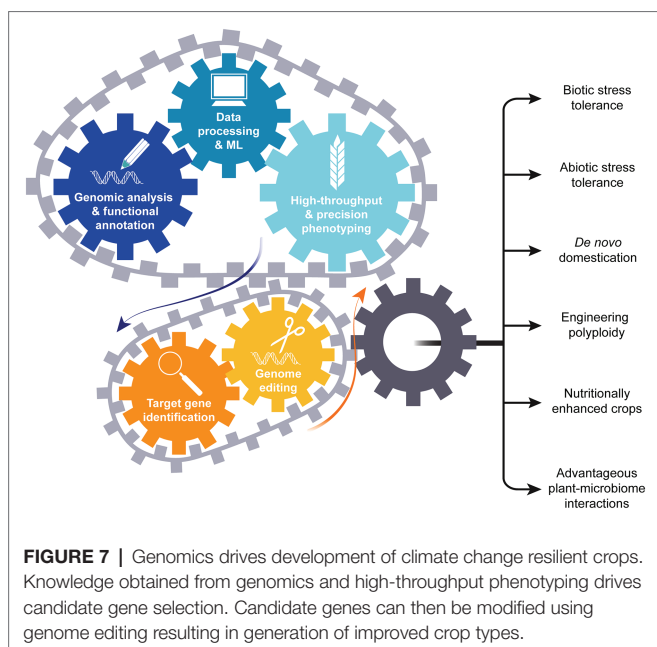 Data
processing
& ML
Genomic analysis
& functional
annotation
High-throughput
& precision
phenotyping
Target gene
identification
Genome
editing
Biotic stress
tolerance
Abiotic stress
tolerance
De novo
domestication
Engineering
polyploidy
Nutritionally
enhanced crops
Advantageous
plant-microbiome
interactions
FIGURE 7 | Genomics drives development of climate change resilient crops.
Knowledge obtained from genomics and high-throughput phenotyping drives
candidate gene selection. Candidate genes can then be modified using
genome editing resulting in generation of improved crop types.